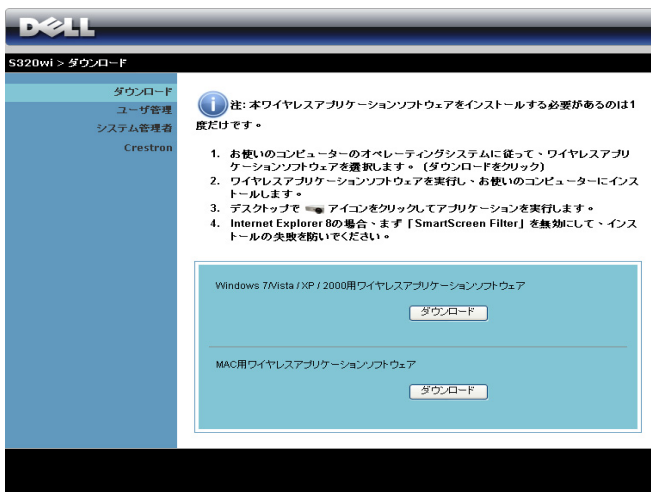 DELL
S320wi > ダウンロード
ダウンロード
ユーザ管理
システム管理者
Crestron
注: 本ワイヤレスアプリケーションソフトウェアをインストールする必要があるのは1
度だけです。
1. お使いのコンピューターのオペレーティングシステムに従って、ワイヤレスアプリ
ケーションソフトウェアを選択します。 (ダウンロードをクリック)
2. ワイヤレスアプリケーションソフトウェアを実行し、お使いのコンピューターにインス
トールします。
3. デスクトップで アイコンをクリックしてアプリケーションを実行します。
4. Internet Explorer 8の場合、まず「SmartScreen Filter」を無効にして、インス
トールの失敗を防いでください。
Windows 7/Vista / XP / 2000用ワイヤレスアプリケーションソフトウェア
ダウンロード
MAC用ワイヤレスアプリケーションソフトウェア
ダウンロード